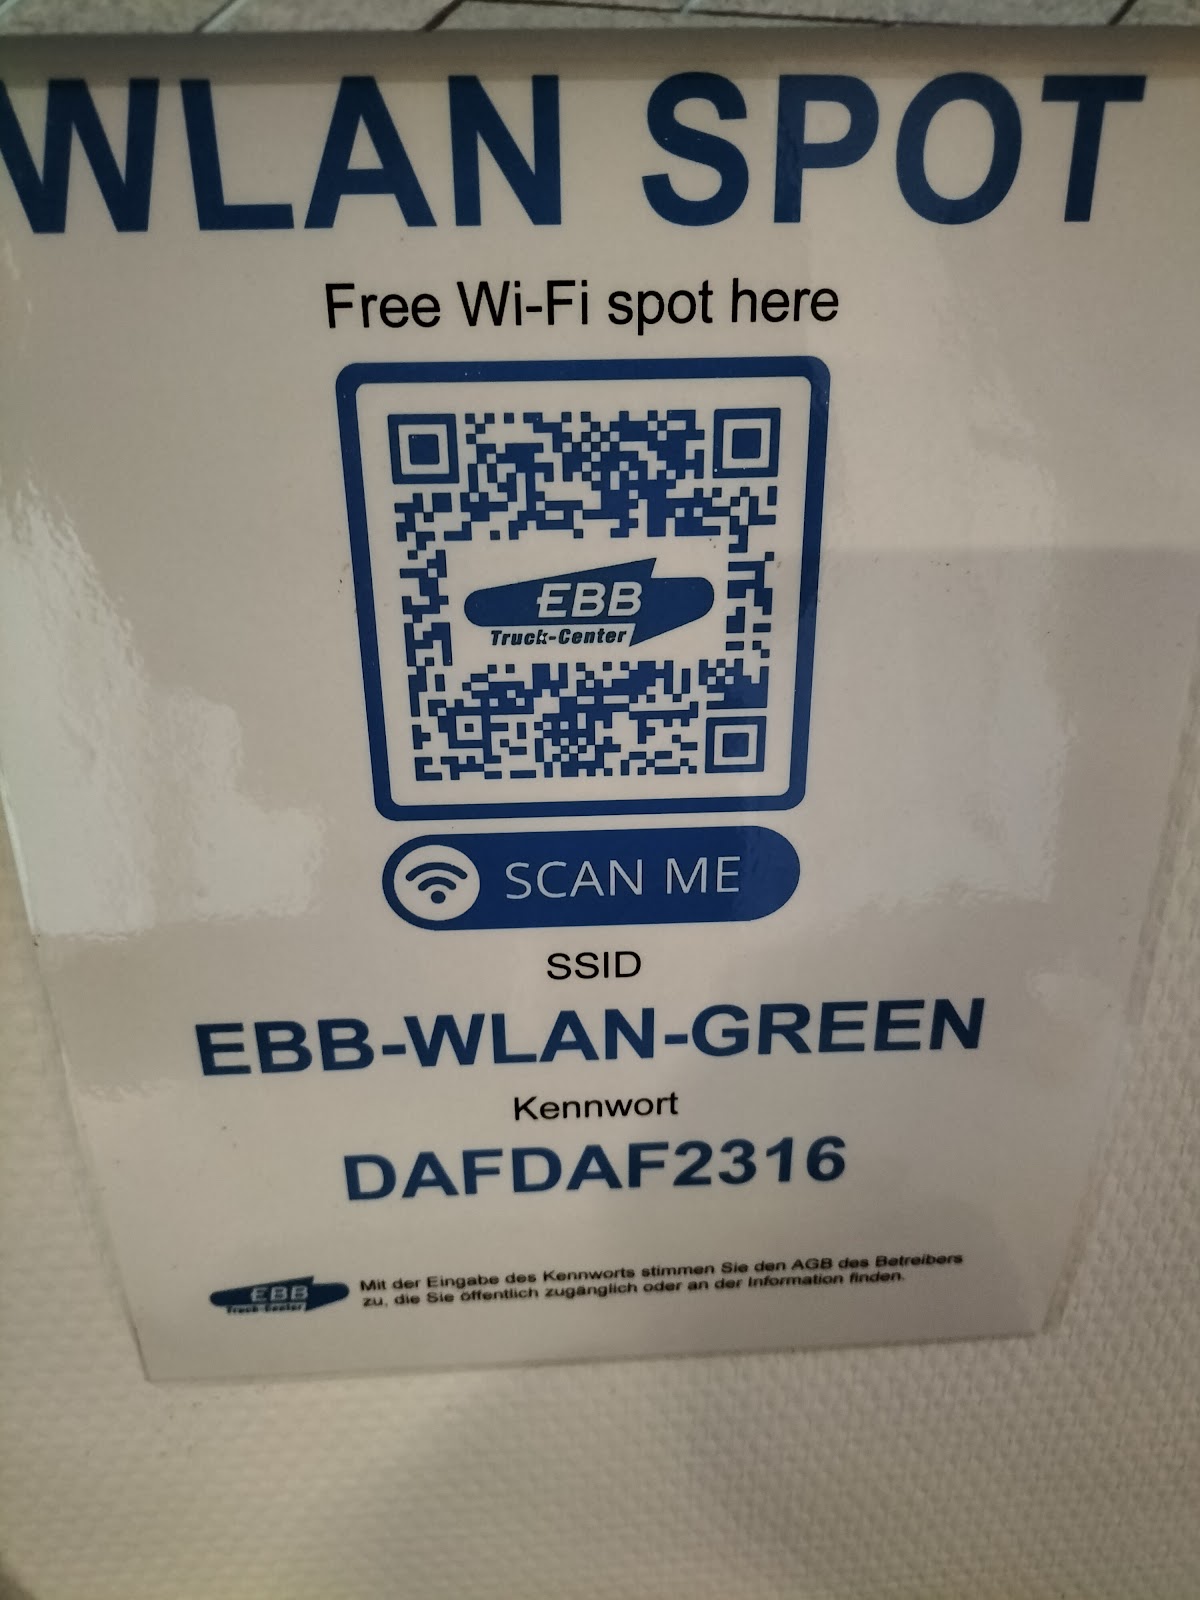 WLAN SPOT
Free Wi-Fi spot here
EBB
Truck-Center
SCAN ME
SSID
EBB-WLAN-GREEN
Kennwort
DAFDAF2316
EBB
Truck-Center
Mit der Eingabe des Kennworts stimmen Sie den AGB des Betreibers
zu, die Sie öffentlich zugänglich oder an der Information finden.